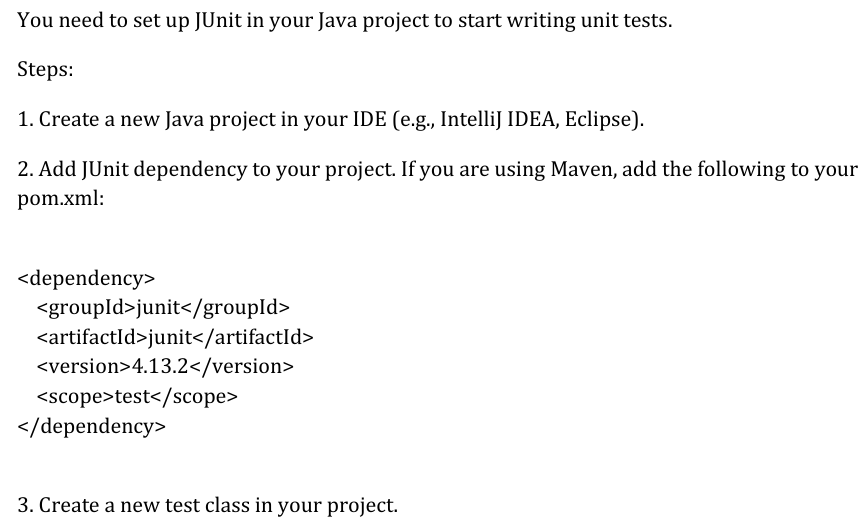 You need to set up JUnit in your Java project to start writing unit tests.
Steps:
1. Create a new Java project in your IDE (e.g., IntelliJ IDEA, Eclipse).
2. Add JUnit dependency to your project. If you are using Maven, add the following to your
pom.xml:
<dependency>
<groupId>junit</groupId>
<artifactId>junit</artifactId>
<version>4.13.2</version>
<scope>test</scope>
</dependency>
3. Create a new test class in your project.